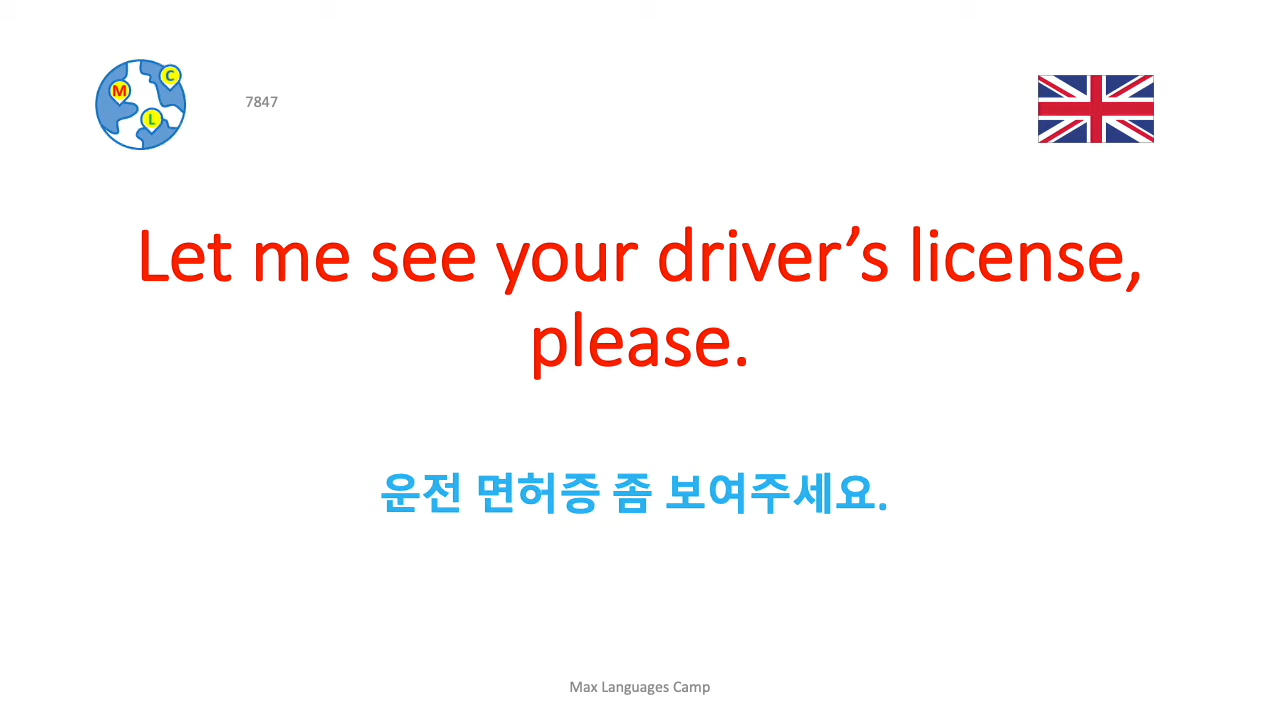 C
M
L
7847
Let me see your driver’s license,
please.
운전 면허증 좀 보여주세요.
Max Languages Camp